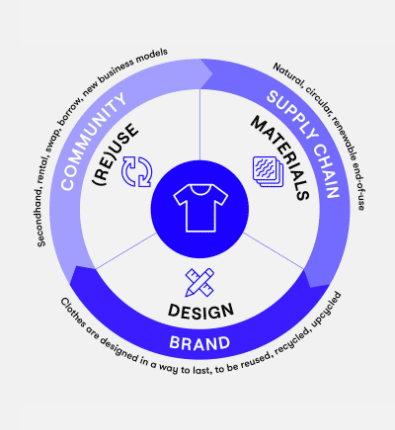 Secondhand, rental, swap, borrow, new business models
COMMUNITY
(RE)USE
Natural, circular, renewable end-of-use
SUPPLY CHAIN
MATERIALS
DESIGN
BRAND
Clothes are designed in a way to last, to be reused, recycled, upcycled